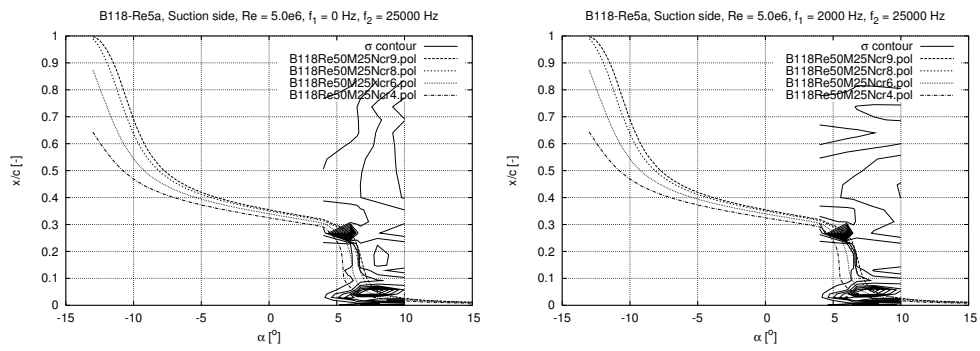 B118-Re5a, Suction side, Re = 5.0e6, f₁ = 0 Hz, f₂ = 25000 Hz
1
0.9
0.8
0.7
0.6
0.5
0.4
0.3
0.2
0.1
0
x/c [-]
σ contour
B118Re50M25Ncr9.pol
B118Re50M25Ncr8.pol
B118Re50M25Ncr6.pol
B118Re50M25Ncr4.pol
-15 -10 -5 0 5 10 15
α [°]
B118-Re5a, Suction side, Re = 5.0e6, f₁ = 2000 Hz, f₂ = 25000 Hz
1
0.9
0.8
0.7
0.6
0.5
0.4
0.3
0.2
0.1
0
x/c [-]
σ contour
B118Re50M25Ncr9.pol
B118Re50M25Ncr8.pol
B118Re50M25Ncr6.pol
B118Re50M25Ncr4.pol
-15 -10 -5 0 5 10 15
α [°]